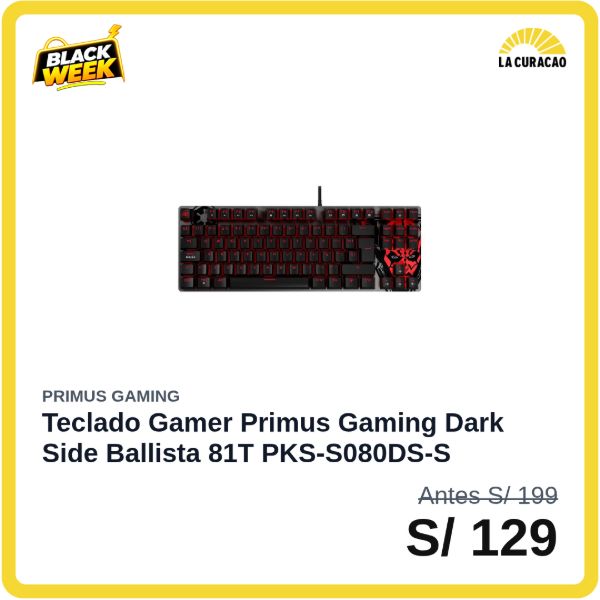 BLACK
WEEK
LA CURACAO
PRIMUS GAMING
Teclado Gamer Primus Gaming Dark
Side Ballista 81T PKS-S080DS-S
Antes S/ 199
S/ 129